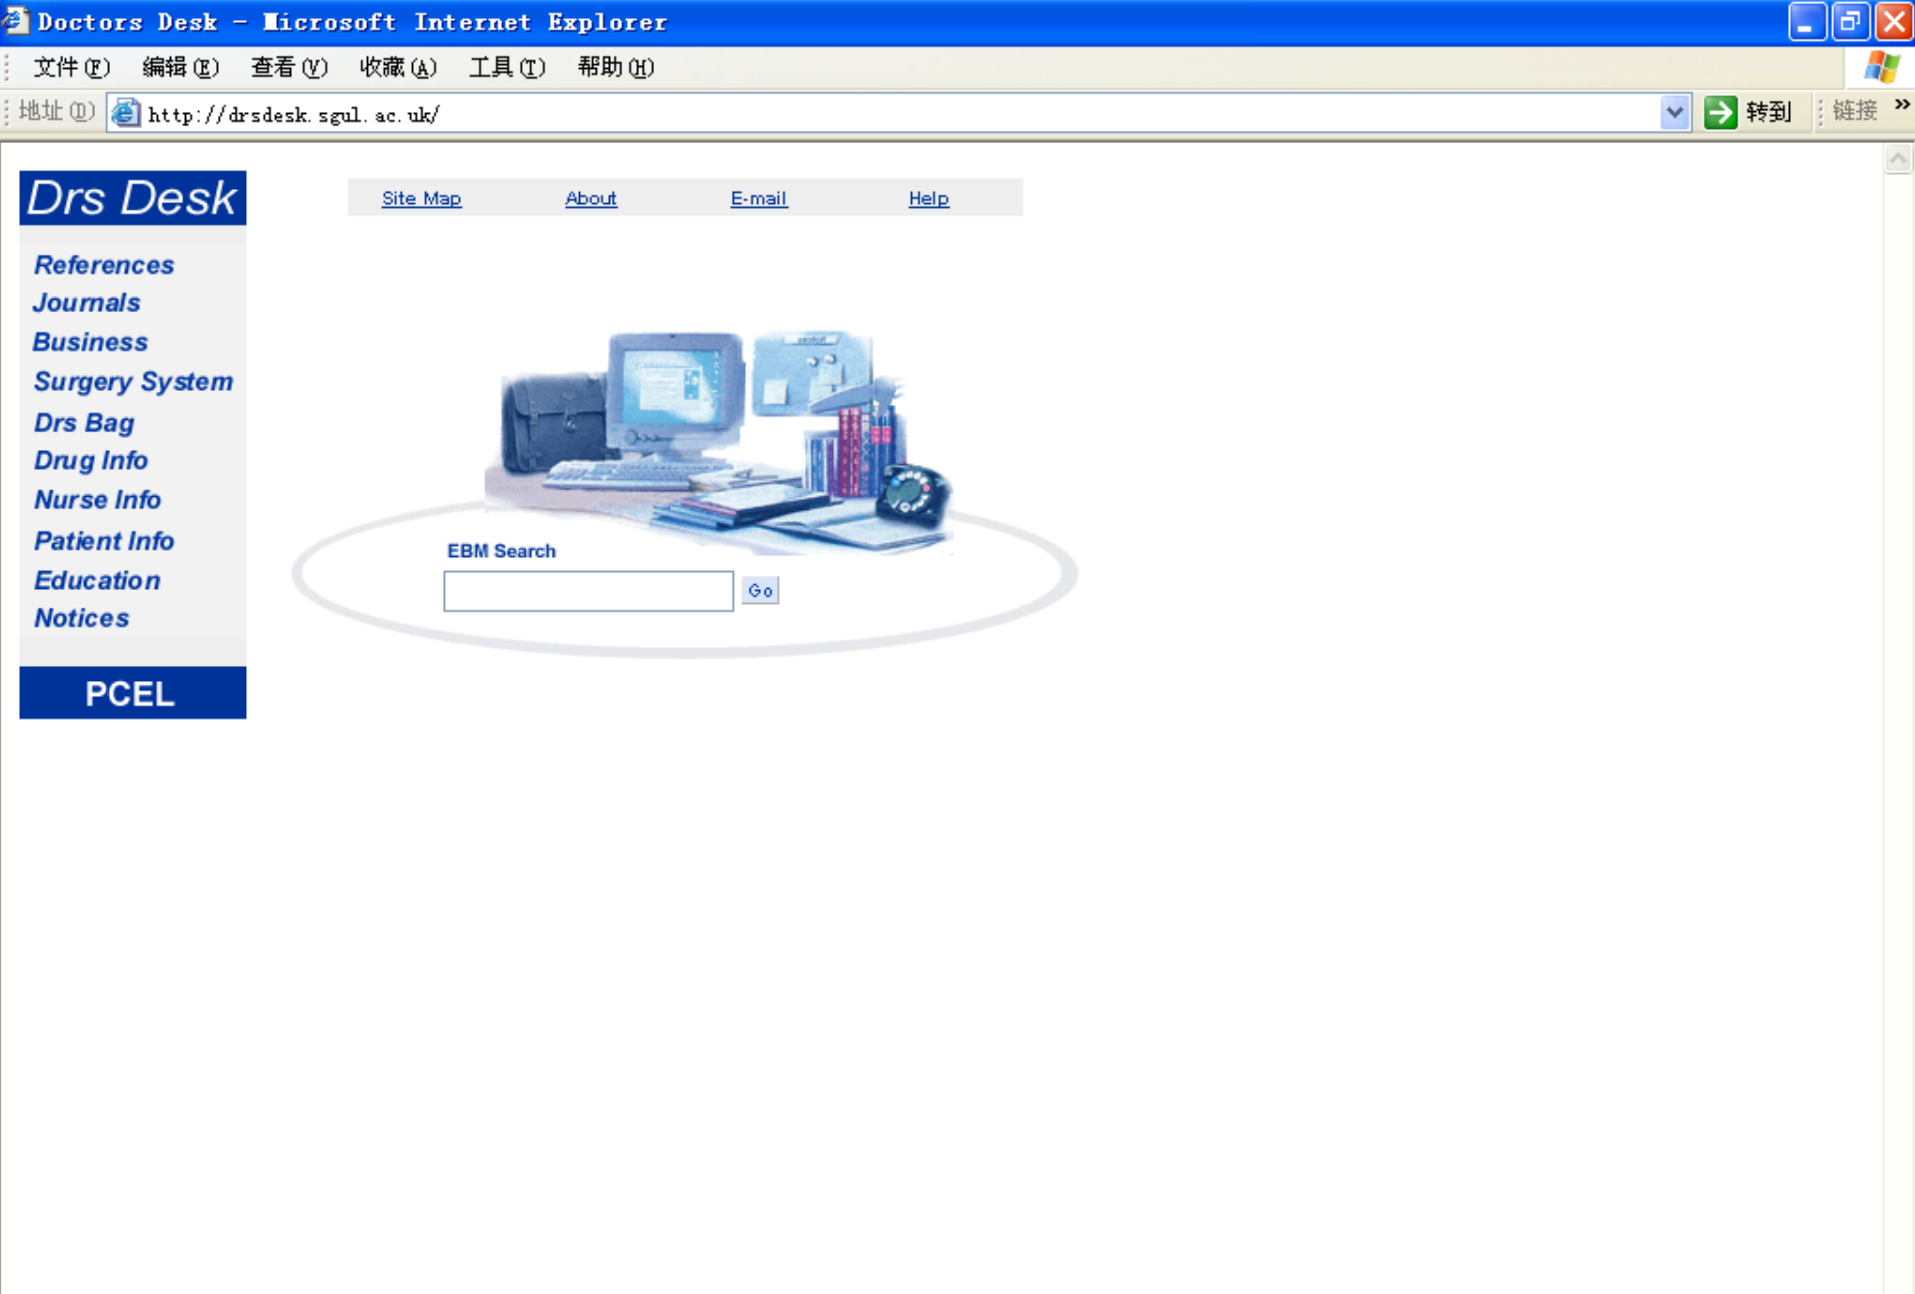 Doctors Desk - Microsoft Internet Explorer
文件(F) 编辑(E) 查看(V) 收藏(A) 工具(T) 帮助(H)
地址(D) http://drsdesk.sgul.ac.uk/ 转到 链接 »
Drs Desk
Site Map About E-mail Help
References
Journals
Business
Surgery System
Drs Bag
Drug Info
Nurse Info
Patient Info
Education
Notices
PCEL
EBM Search
Go